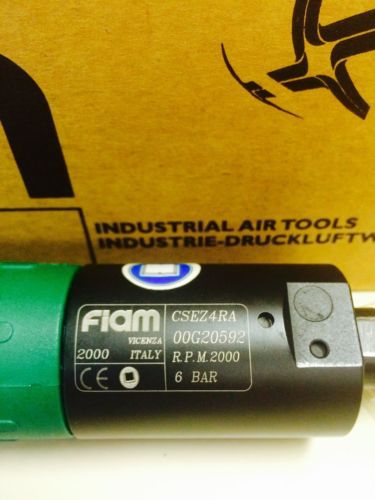 INDUSTRIAL AIR TOOLS
INDUSTRIE-DRUCKLUFTW
Fiam
VICENZA
2000 ITALY
CE
CSEZ4RA
00G20592
R.P.M.2000
6 BAR